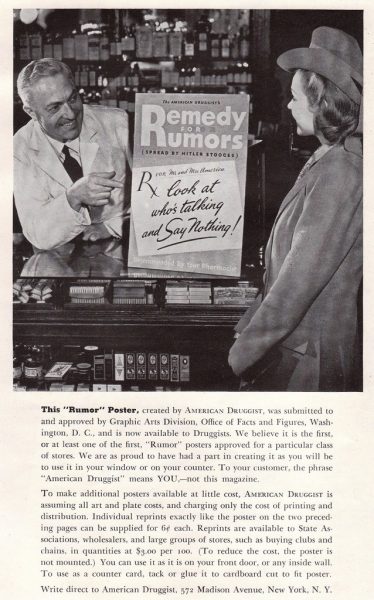 The AMERICAN DRUGGIST'S
Remedy
FOR
Rumors
(SPREAD BY HITLER STOOGES)
FOR Mr. and Mrs. America
Rx Look at
who's talking
and Say Nothing!
Recommended by your Pharmacist
This "Rumor" Poster, created by AMERICAN DRUGGIST, was submitted to
and approved by Graphic Arts Division, Office of Facts and Figures, Wash-
ington, D. C., and is now available to Druggists. We believe it is the first,
or at least one of the first, "Rumor" posters approved for a particular class
of stores. We are as proud to have had a part in creating it as you will be
to use it in your window or on your counter. To your customer, the phrase
"American Druggist" means YOU,—not this magazine.
To make additional posters available at little cost, AMERICAN DRUGGIST is
assuming all art and plate costs, and charging only the cost of printing and
distribution. Individual reprints exactly like the poster on the two preced-
ing pages can be supplied for 6¢ each. Reprints are available to State As-
sociations, wholesalers, and large groups of stores, such as buying clubs and
chains, in quantities at $3.00 per 100. (To reduce the cost, the poster is
not mounted.) You can use it as is on your front door, or any inside wall.
To use as a counter card, tack or glue it to cardboard cut to fit poster.
Write direct to American Druggist, 572 Madison Avenue, New York, N. Y.